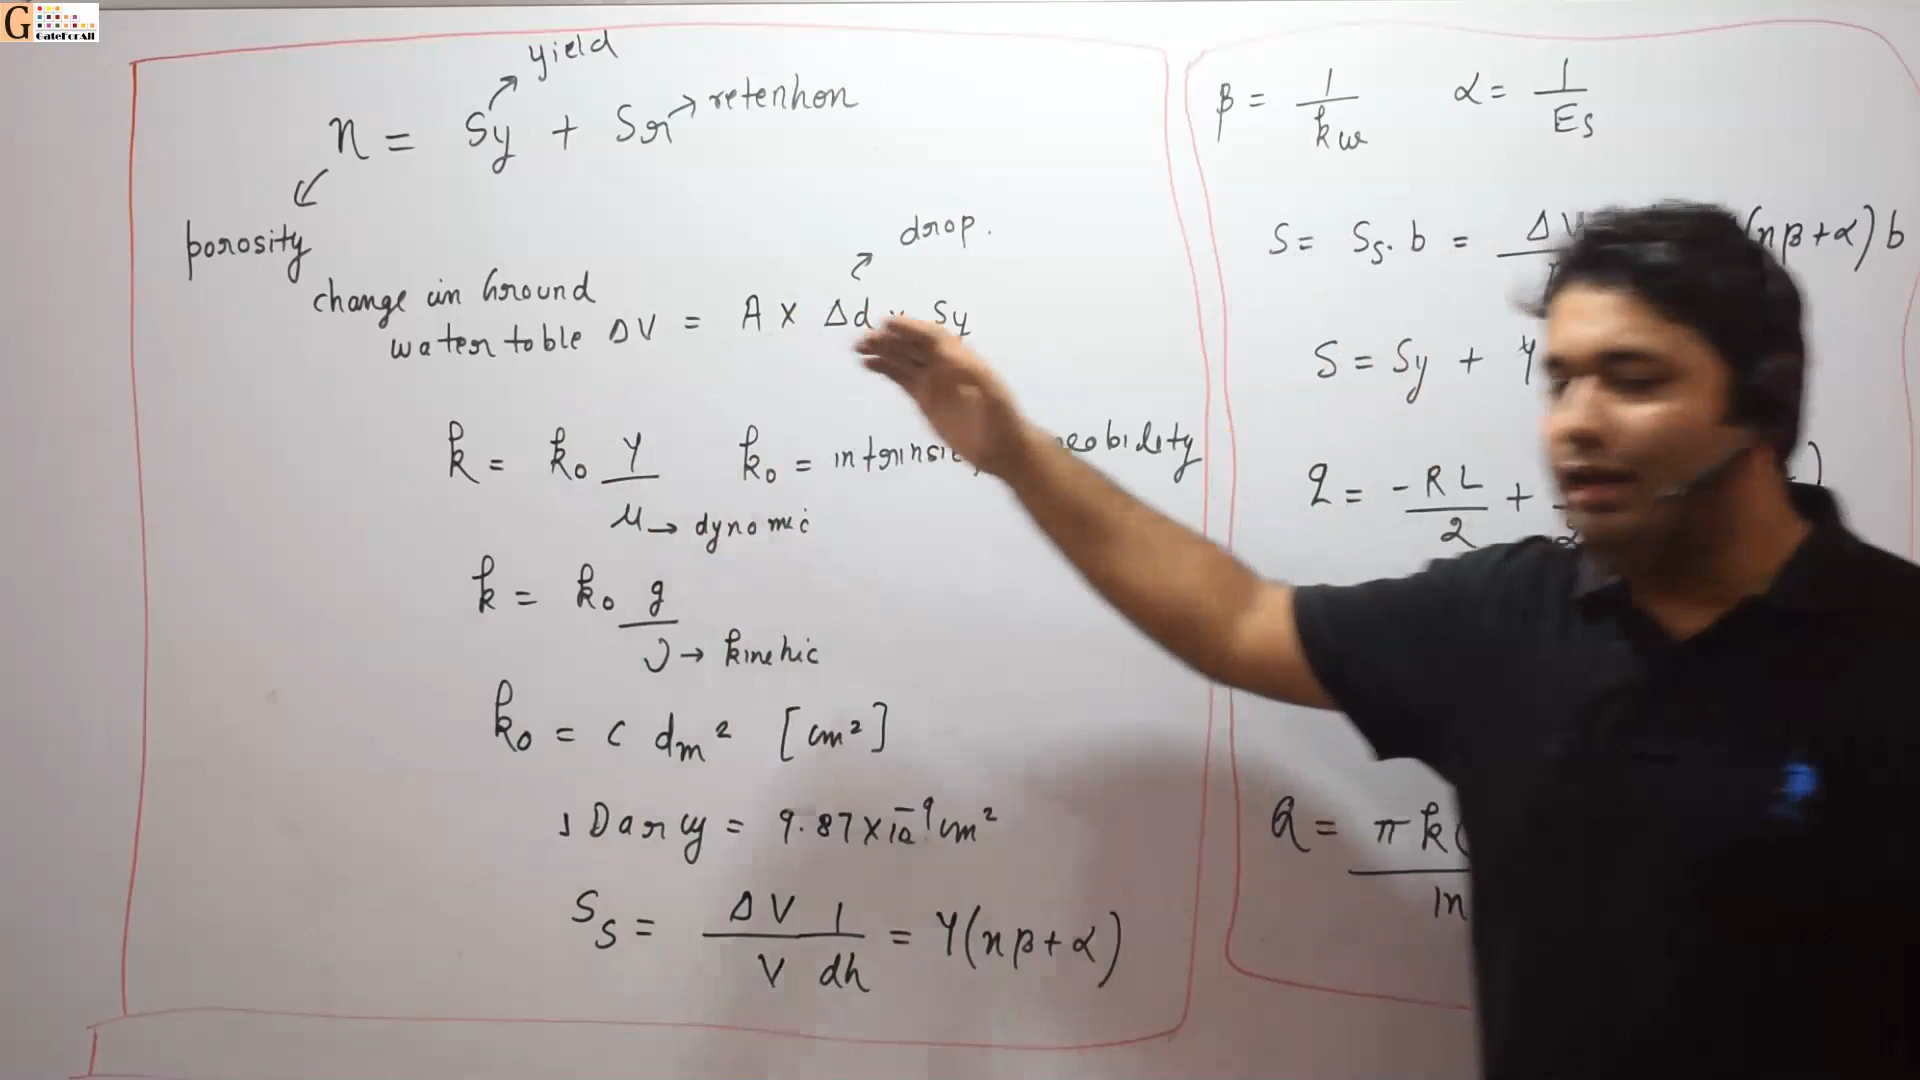 G GateForAll
yield
n = Sy + Sr → retention
porosity
drop.
change in Ground
water table ΔV = A × Δd × Sy
k = k₀ γ/μ k₀ = intrinsic
μ → dynamic
k = k₀ g/ν
ν → kinetic
k₀ = C dm² [cm²]
1 Darcy = 9.87 × 10⁻⁹ cm²
Ss = ΔV/V 1/dh = γ(nβ + α)
β = 1/kw α = 1/Es
S = Ss. b = ΔV (nβ + α) b
S = Sy + γ
q = -RL/2 +
Q = πk( / ln